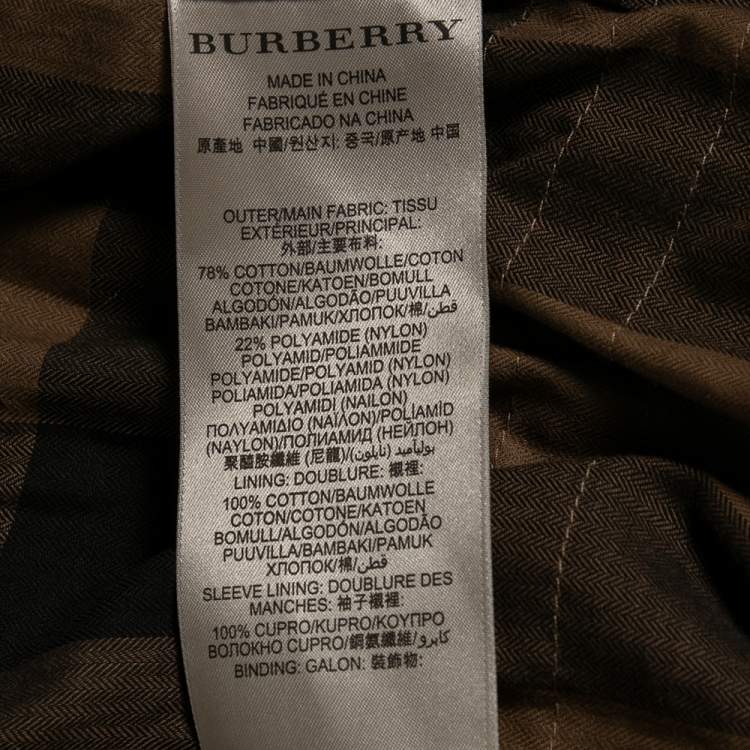 BURBERRY
MADE IN CHINA
FABRIQUÉ EN CHINE
FABRICADO NA CHINA
原産地 中國/원산지: 중국/原产地 中国
OUTER/MAIN FABRIC: TISSU
EXTÉRIEUR/PRINCIPAL:
外部/主要布料:
78% COTTON/BAUMWOLLE/COTON
COTONE/KATOEN/BOMULL
ALGODÓN/ALGODÃO/PUUVILLA
BAMBAKI/PAMUK/ХЛОПОК/棉/قطن
22% POLYAMIDE (NYLON)
POLYAMID/POLIAMMIDE
POLYAMIDE/POLYAMID (NYLON)
POLIAMIDA/POLIAMIDA (NYLON)
POLYAMIDI (NAILON)
ΠΟΛΥΑΜΙΔΙΟ (ΝΑΪΛΟΝ)/POLİAMİD
(NAYLON)/ПОЛИАМИД (НЕЙЛОН)
聚醯胺纖維 (尼龍)/(نايلون) بوليأميد
LINING: DOUBLURE: 襯裡:
100% COTTON/BAUMWOLLE
COTON/COTONE/KATOEN
BOMULL/ALGODÓN/ALGODÃO
PUUVILLA/BAMBAKI/PAMUK
ХЛОПОК/棉/قطن
SLEEVE LINING: DOUBLURE DES
MANCHES: 袖子襯裡:
100% CUPRO/KUPRO/ΚΟΥΠΡΟ
ВОЛОКНО CUPRO/銅氨纖維/كابرو
BINDING: GALON: 裝飾物: